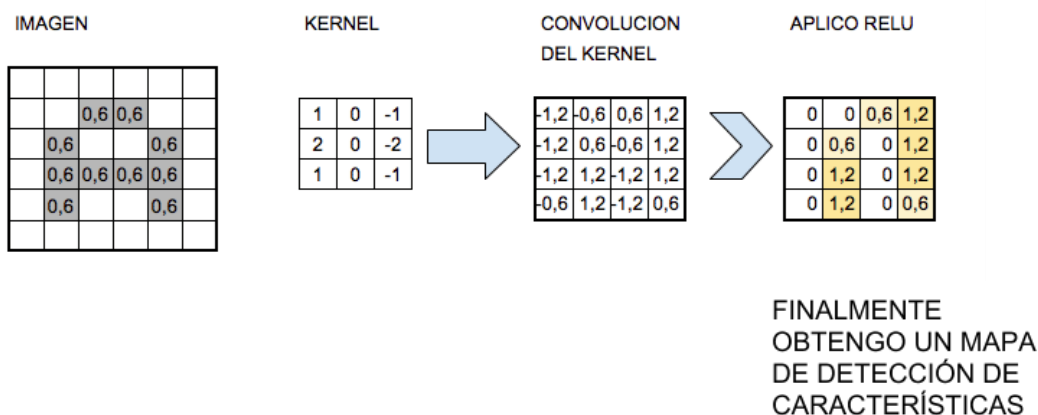 IMAGEN
KERNEL
CONVOLUCION
DEL KERNEL
APLICO RELU
0,6 0,6
0,6 0,6
0,6 0,6 0,6 0,6
0,6 0,6
1 0 -1
2 0 -2
1 0 -1
-1,2 -0,6 0,6 1,2
-1,2 0,6 -0,6 1,2
-1,2 1,2 -1,2 1,2
-0,6 1,2 -1,2 0,6
0 0 0,6 1,2
0 0,6 0 1,2
0 1,2 0 1,2
0 1,2 0 0,6
FINALMENTE
OBTENGO UN MAPA
DE DETECCIÓN DE
CARACTERÍSTICAS